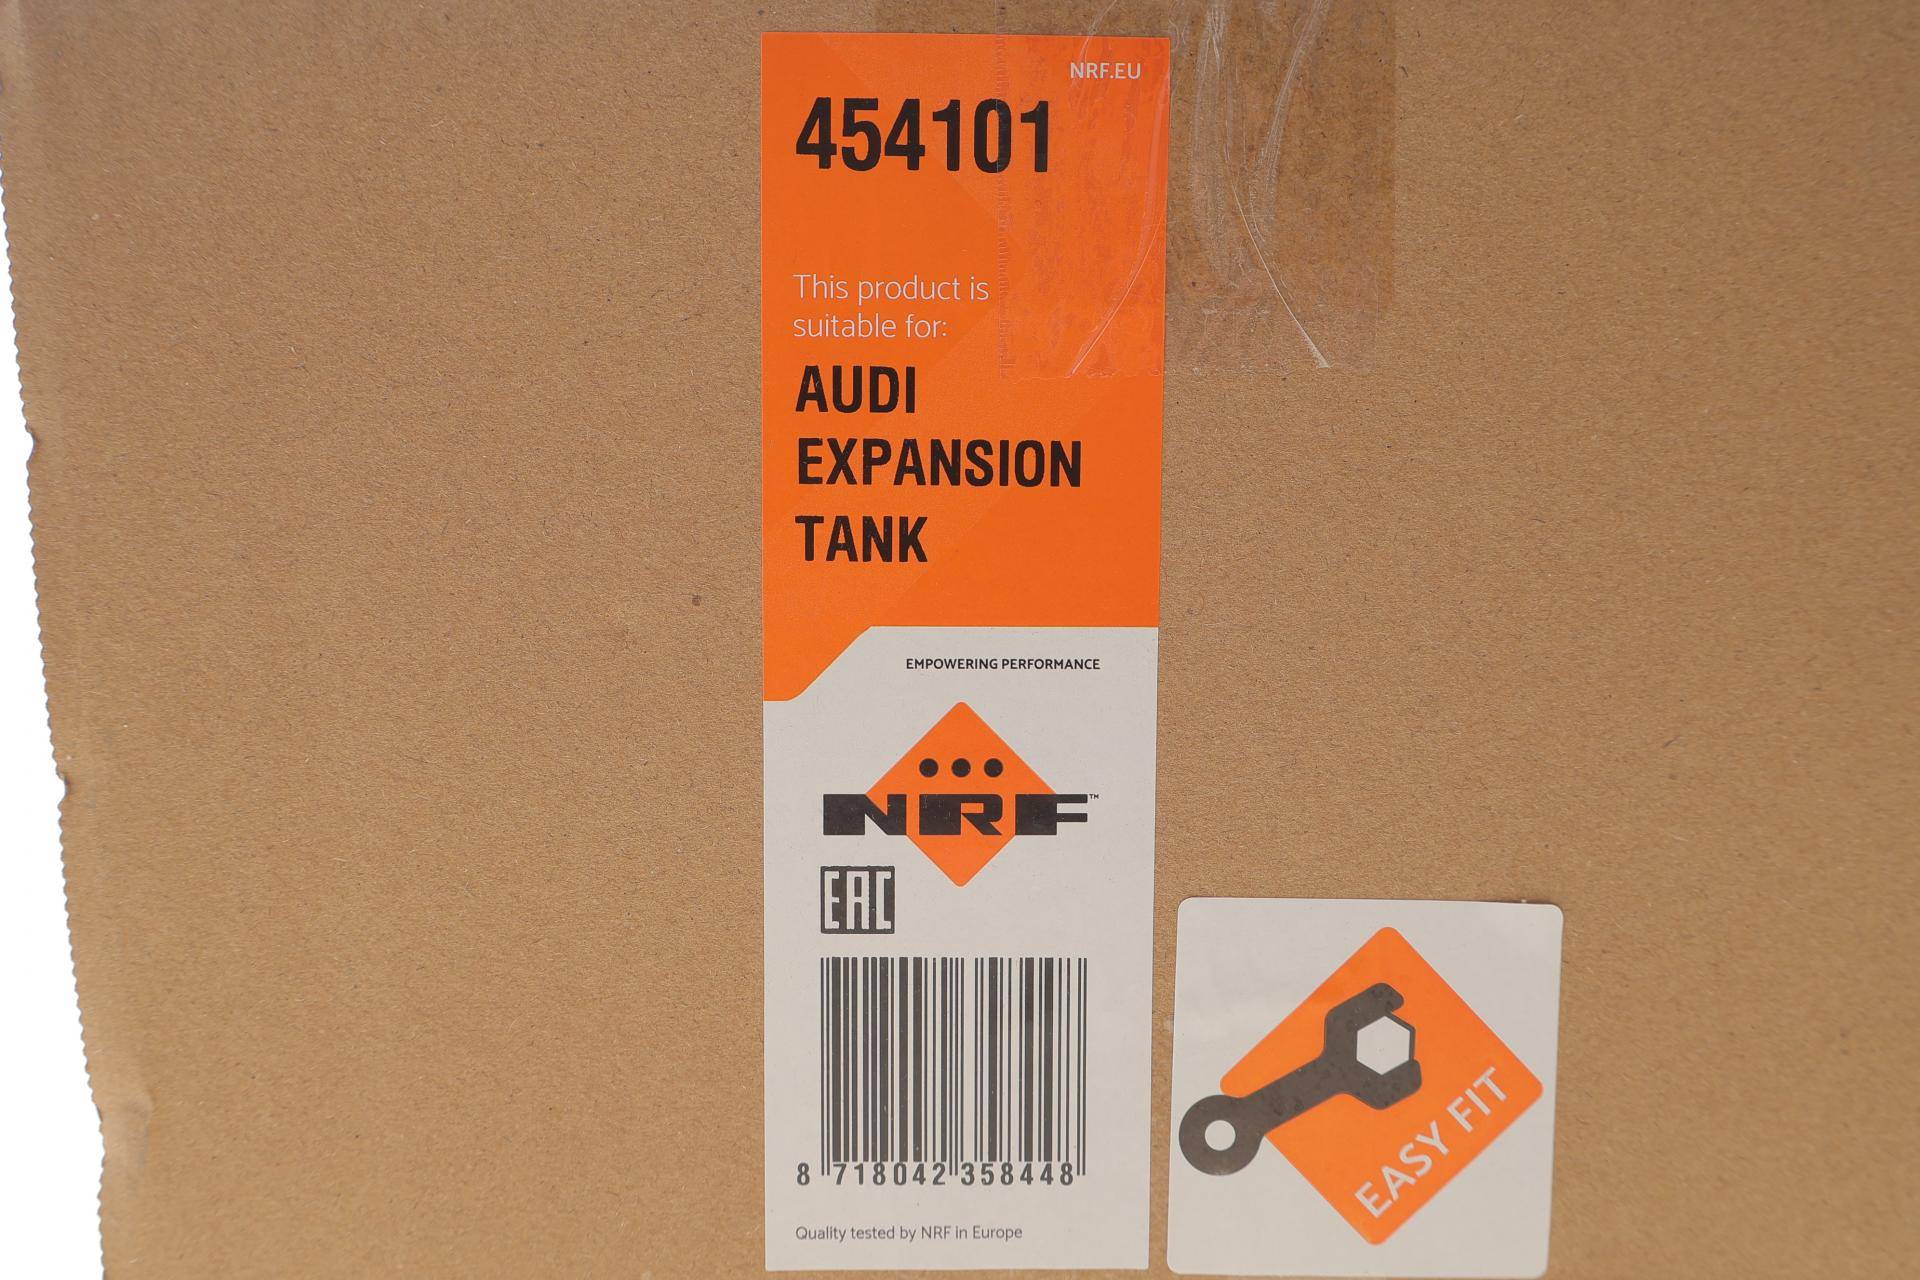 NRF.EU
454101
This product is
suitable for:
AUDI
EXPANSION
TANK
EMPOWERING PERFORMANCE
NRF™
EAC
8 718042 358448
Quality tested by NRF in Europe
EASY FIT